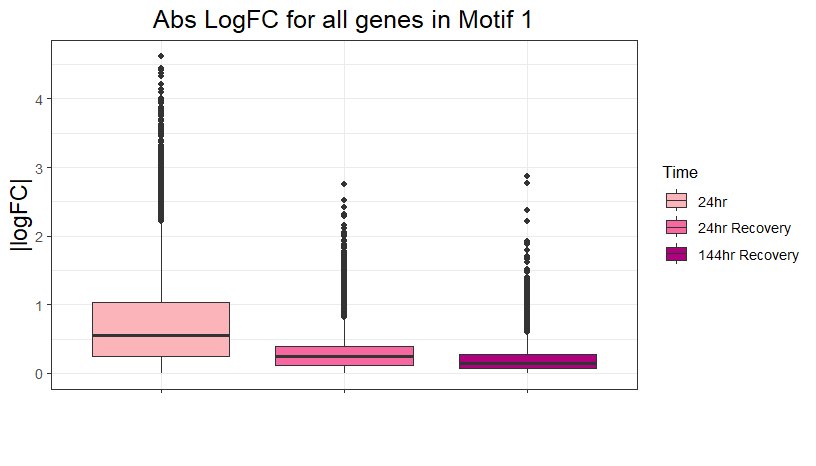 Abs LogFC for all genes in Motif 1
|logFC|
4
3
2
1
0
Time
24hr
24hr Recovery
144hr Recovery